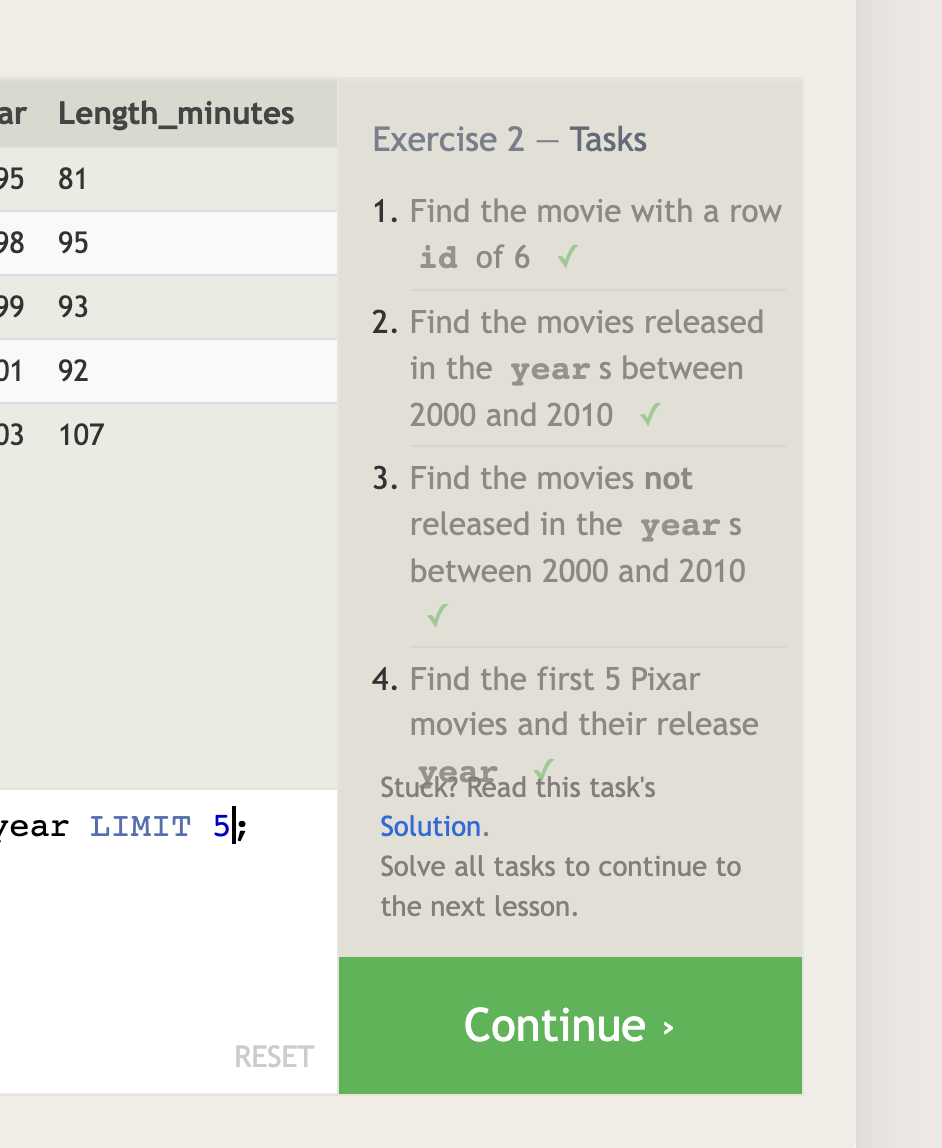 ar Length_minutes
95 81
98 95
99 93
01 92
03 107
year LIMIT 5;
RESET
Exercise 2 — Tasks
1. Find the movie with a row
id of 6 ✓
2. Find the movies released
in the years between
2000 and 2010 ✓
3. Find the movies not
released in the years
between 2000 and 2010
✓
4. Find the first 5 Pixar
movies and their release
year ✓
Stuck? Read this task's
Solution.
Solve all tasks to continue to
the next lesson.
Continue ›